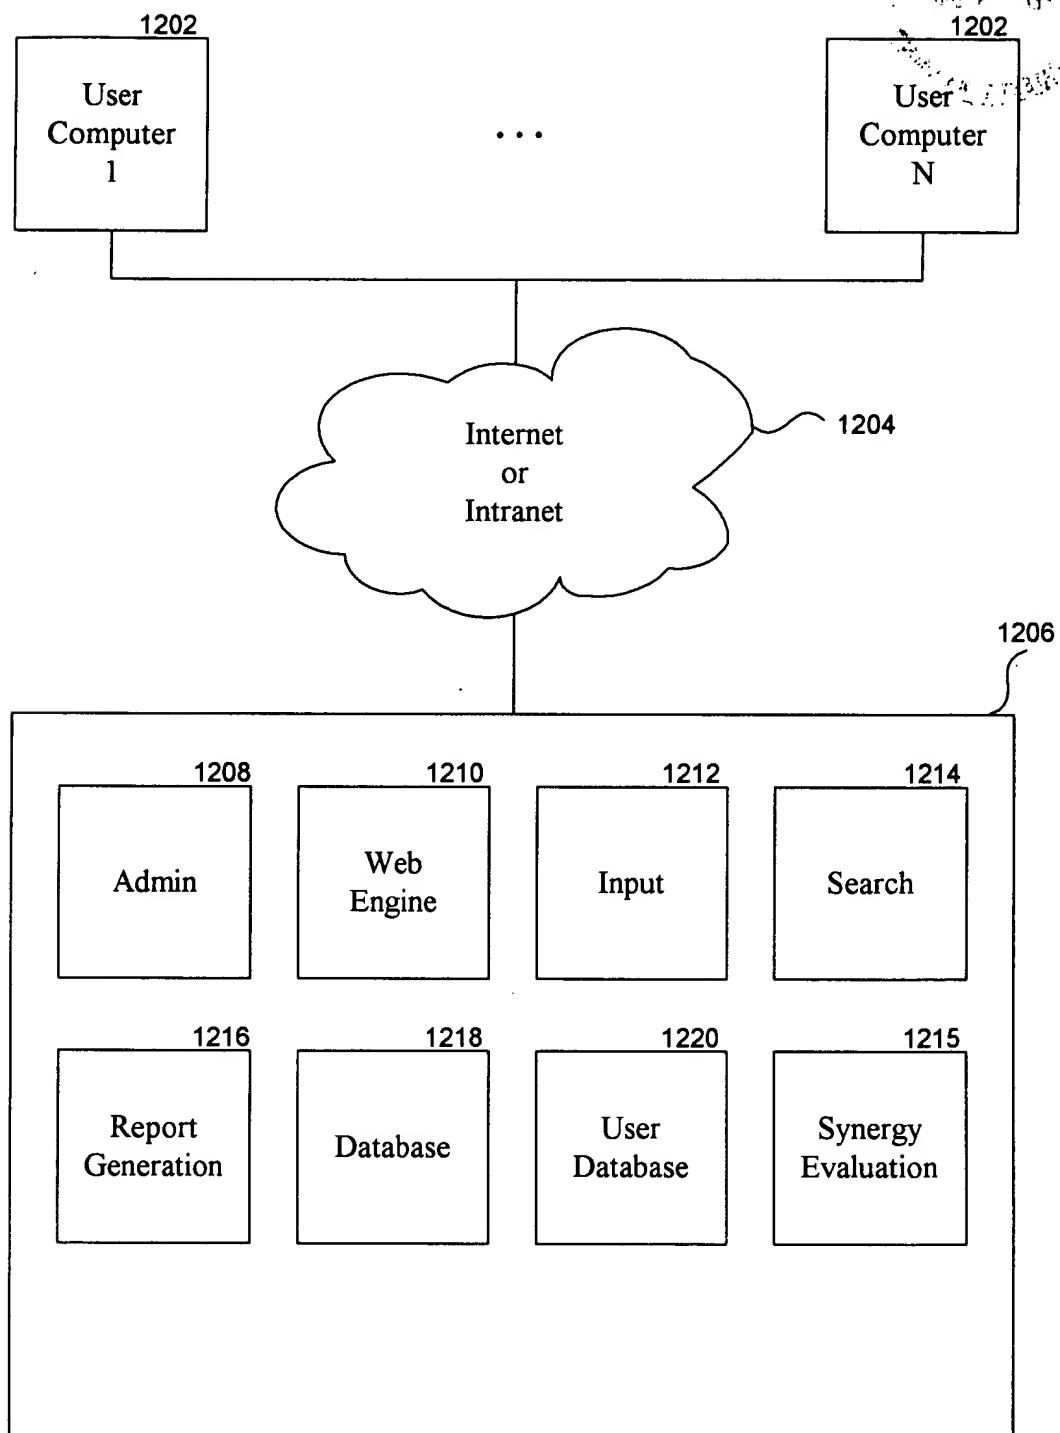 1202
1202
User
Computer
1
...
User
Computer
N
Internet
or
Intranet
1204
1206
1208
1210
1212
1214
Admin
Web
Engine
Input
Search
1216
1218
1220
1215
Report
Generation
Database
User
Database
Synergy
Evaluation